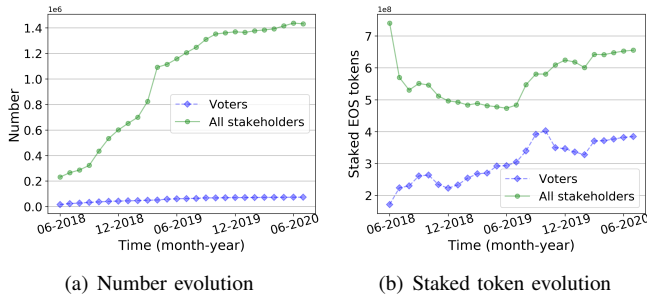 1e6
1.4
1.2
1.0
0.8
0.6
0.4
0.2
0.0
Number
Voters
All stakeholders
06-2018
12-2018
06-2019
12-2019
06-2020
Time (month-year)
(a) Number evolution
1e8
7
6
5
4
3
2
Staked EOS tokens
Voters
All stakeholders
06-2018
12-2018
06-2019
12-2019
06-2020
Time (month-year)
(b) Staked token evolution